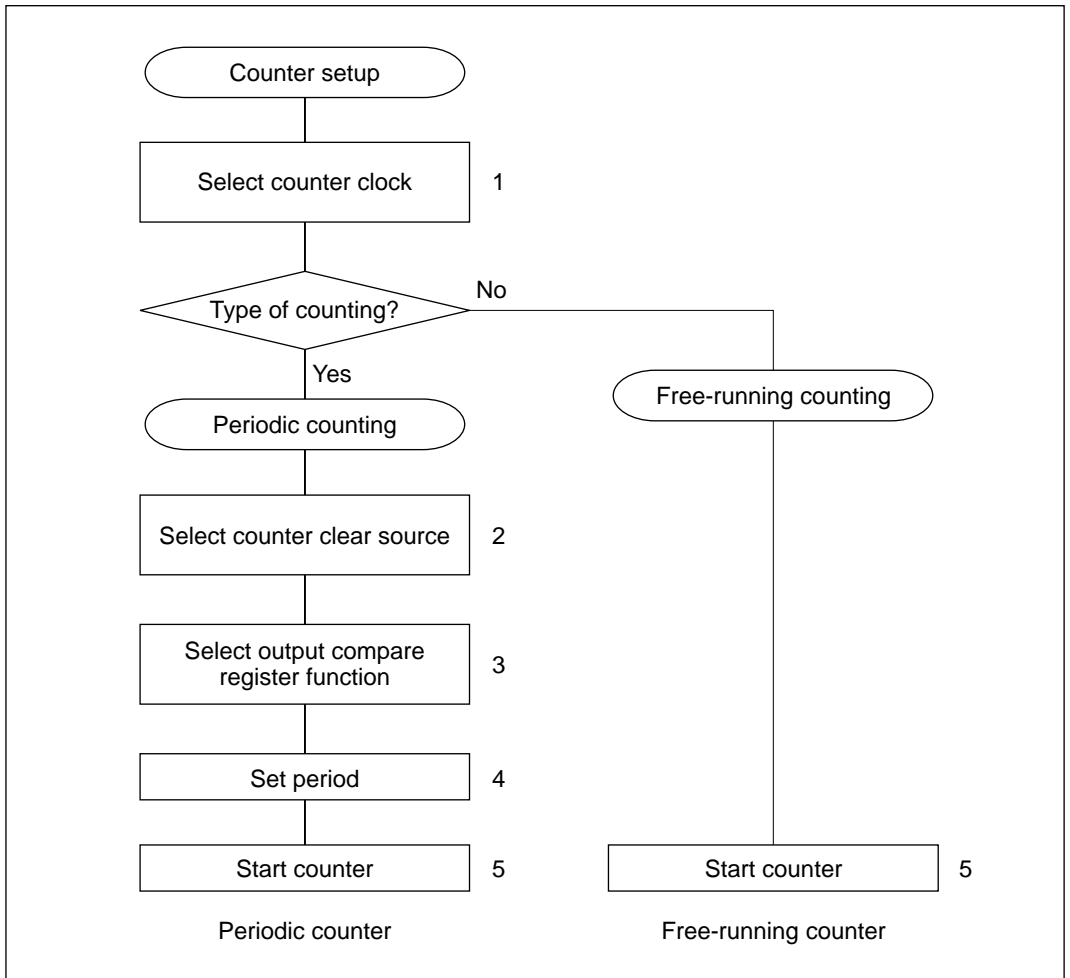 Counter setup
Select counter clock
1
Type of counting?
No
Yes
Free-running counting
Periodic counting
Select counter clear source
2
Select output compare
register function
3
Set period
4
Start counter
5
Start counter
5
Periodic counter
Free-running counter